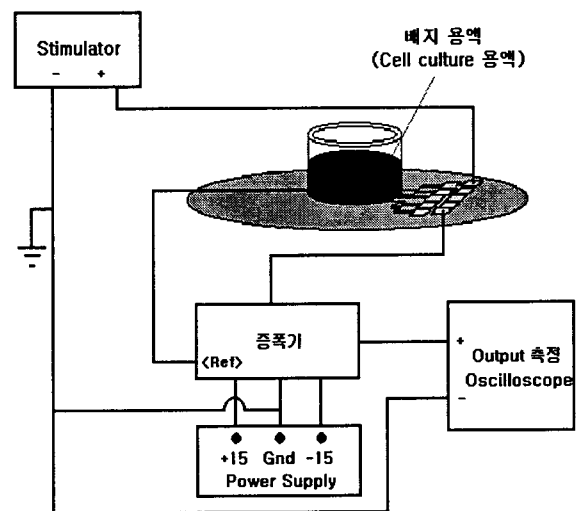 Stimulator
- +
배지 용액
(Cell culture 용액)
증폭기
<Ref>
+
Output 측정
Oscilloscope
-
+15 Gnd -15
Power Supply